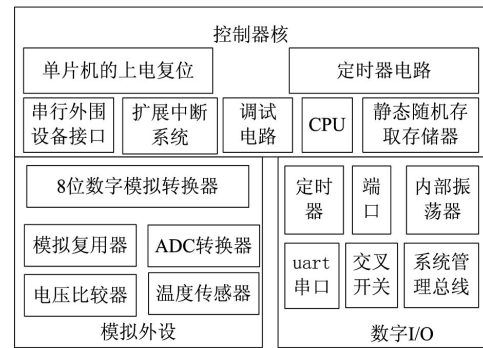 控制器核
单片机的上电复位
定时器电路
串行外围
设备接口
扩展中断
系统
调试
电路
CPU
静态随机存
取存储器
8位数字模拟转换器
模拟复用器
ADC转换器
电压比较器
温度传感器
模拟外设
定时
器
端
口
内部振
荡器
uart
串口
交叉
开关
系统管
理总线
数字I/O